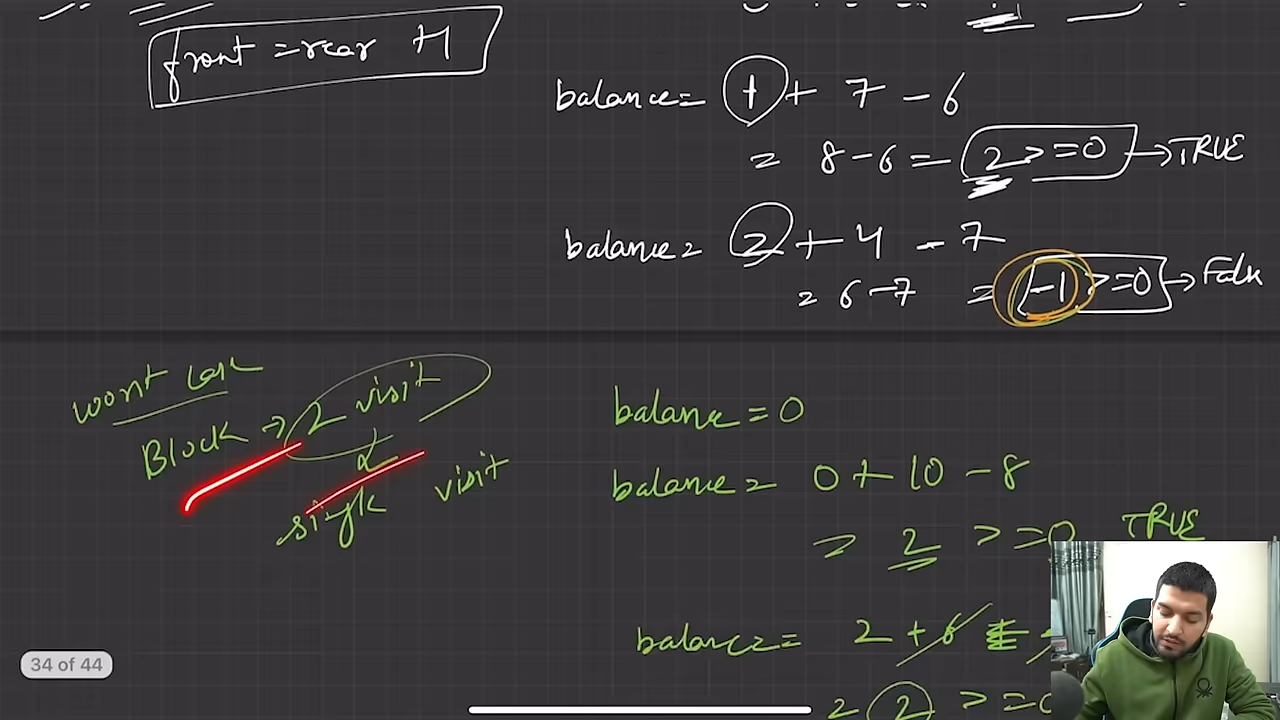 front = rear +1
balance = 1 + 7 - 6
= 8 - 6 = 2 >= 0 → TRUE
balance = 2 + 4 - 7
= 6 - 7 = -1 >= 0 → False
worst case
Block → 2 visit
single visit
balance = 0
balance = 0 + 10 - 8
= 2 >= 0 TRUE
balance = 2 + 6
= 2 >= 0
34 of 44